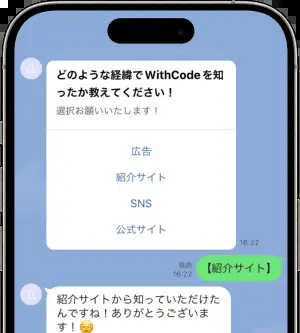 どのような経緯でWithCodeを知
ったか教えてください！
選択お願いいたします！
広告
紹介サイト
SNS
公式サイト
16:22
既読
16:22
【紹介サイト】
紹介サイトから知っていただけた
んですね！ありがとうございま
す！😌